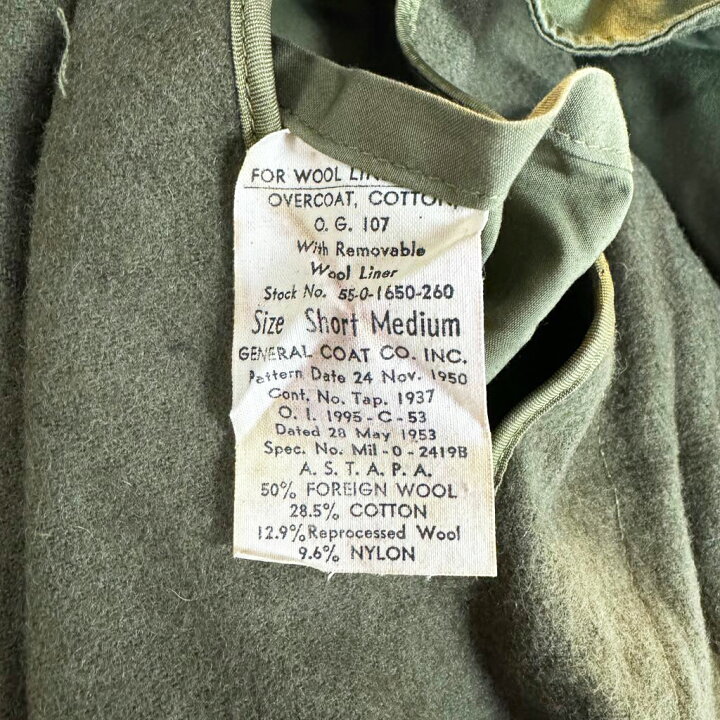 FOR WOOL
OVERCOAT, COTTON,
O. G. 107
With Removable
Wool Liner
Stock No. 55-0-1650-260
Size Short Medium
GENERAL COAT CO. INC.
Pattern Date 24 Nov. 1950
Cont. No. Tap. 1937
O. I. 1995-C-53
Dated 28 May 1953
Spec. No. Mil-O-2419B
A. S. T. A. P. A.
50% FOREIGN WOOL
28.5% COTTON
12.9% Reprocessed Wool
9.6% NYLON